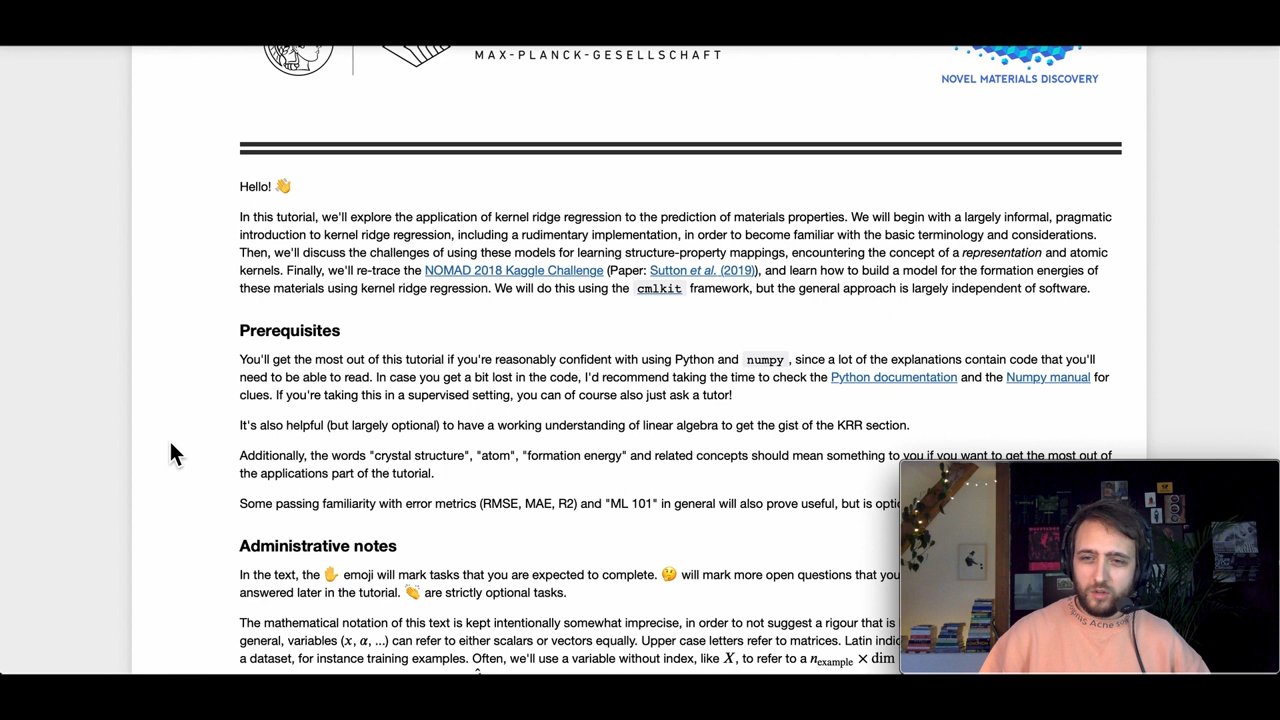 MAX-PLANCK-GESELLSCHAFT
NOVEL MATERIALS DISCOVERY
Hello! 👋
In this tutorial, we'll explore the application of kernel ridge regression to the prediction of materials properties. We will begin with a largely informal, pragmatic
introduction to kernel ridge regression, including a rudimentary implementation, in order to become familiar with the basic terminology and considerations.
Then, we'll discuss the challenges of using these models for learning structure-property mappings, encountering the concept of a representation and atomic
kernels. Finally, we'll re-trace the NOMAD 2018 Kaggle Challenge (Paper: Sutton et al. (2019)), and learn how to build a model for the formation energies of
these materials using kernel ridge regression. We will do this using the cmlkit framework, but the general approach is largely independent of software.
Prerequisites
You'll get the most out of this tutorial if you're reasonably confident with using Python and numpy, since a lot of the explanations contain code that you'll
need to be able to read. In case you get a bit lost in the code, I'd recommend taking the time to check the Python documentation and the Numpy manual for
clues. If you're taking this in a supervised setting, you can of course also just ask a tutor!
It's also helpful (but largely optional) to have a working understanding of linear algebra to get the gist of the KRR section.
Additionally, the words "crystal structure", "atom", "formation energy" and related concepts should mean something to you if you want to get the most out of
the applications part of the tutorial.
Some passing familiarity with error metrics (RMSE, MAE, R2) and "ML 101" in general will also prove useful, but is
Administrative notes
In the text, the ✋ emoji will mark tasks that you are expected to complete. 🤔 will mark more open questions that you
answered later in the tutorial. 👏 are strictly optional tasks.
The mathematical notation of this text is kept intentionally somewhat imprecise, in order to not suggest a rigour that is
general, variables (x, α, ...) can refer to either scalars or vectors equally. Upper case letters refer to matrices. Latin
a dataset, for instance training examples. Often, we'll use a variable without index, like X, to refer to a n_example × dim